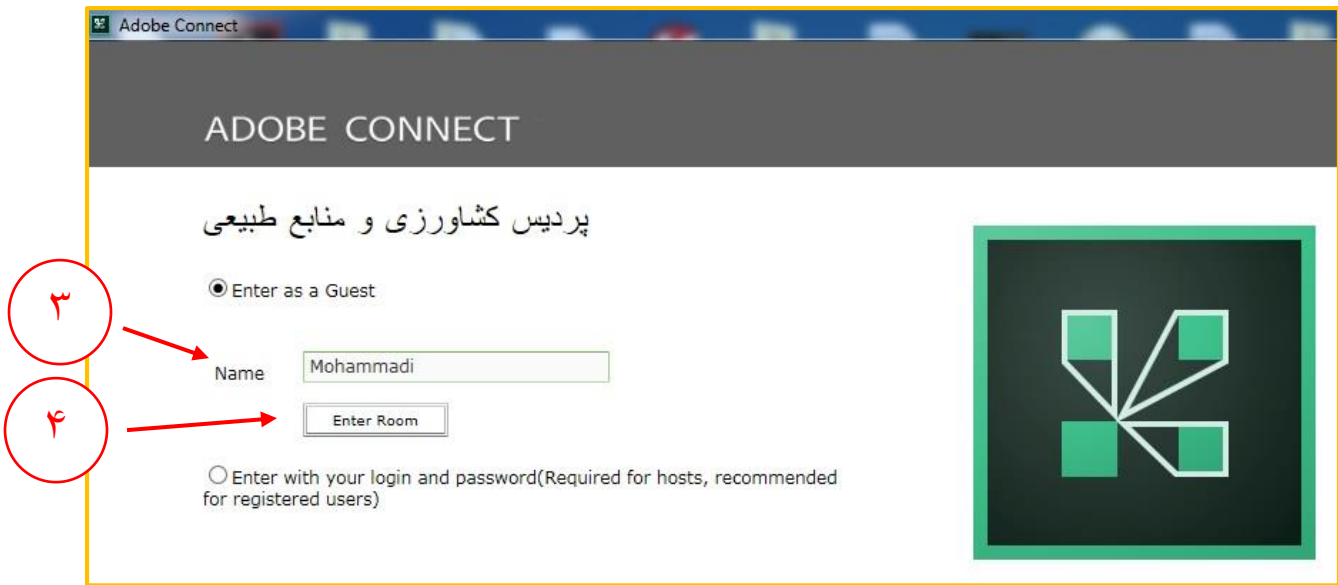 Adobe Connect
ADOBE CONNECT
پردیس کشاورزی و منابع طبیعی
Enter as a Guest
۳
Name
Mohammadi
۴
Enter Room
Enter with your login and password(Required for hosts, recommended
for registered users)